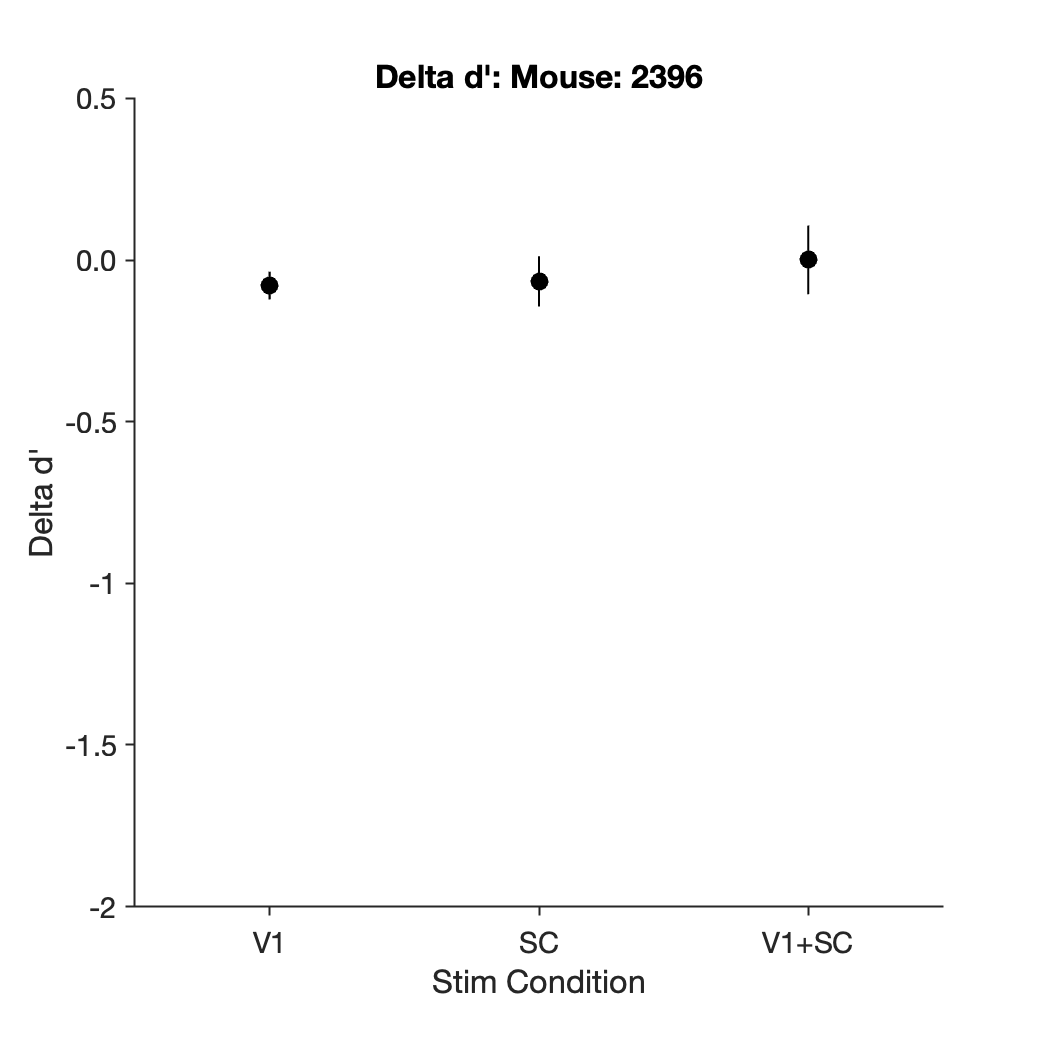 Delta d': Mouse: 2396
0.5
0.0
-0.5
-1
-1.5
-2
Delta d'
V1
SC
V1+SC
Stim Condition